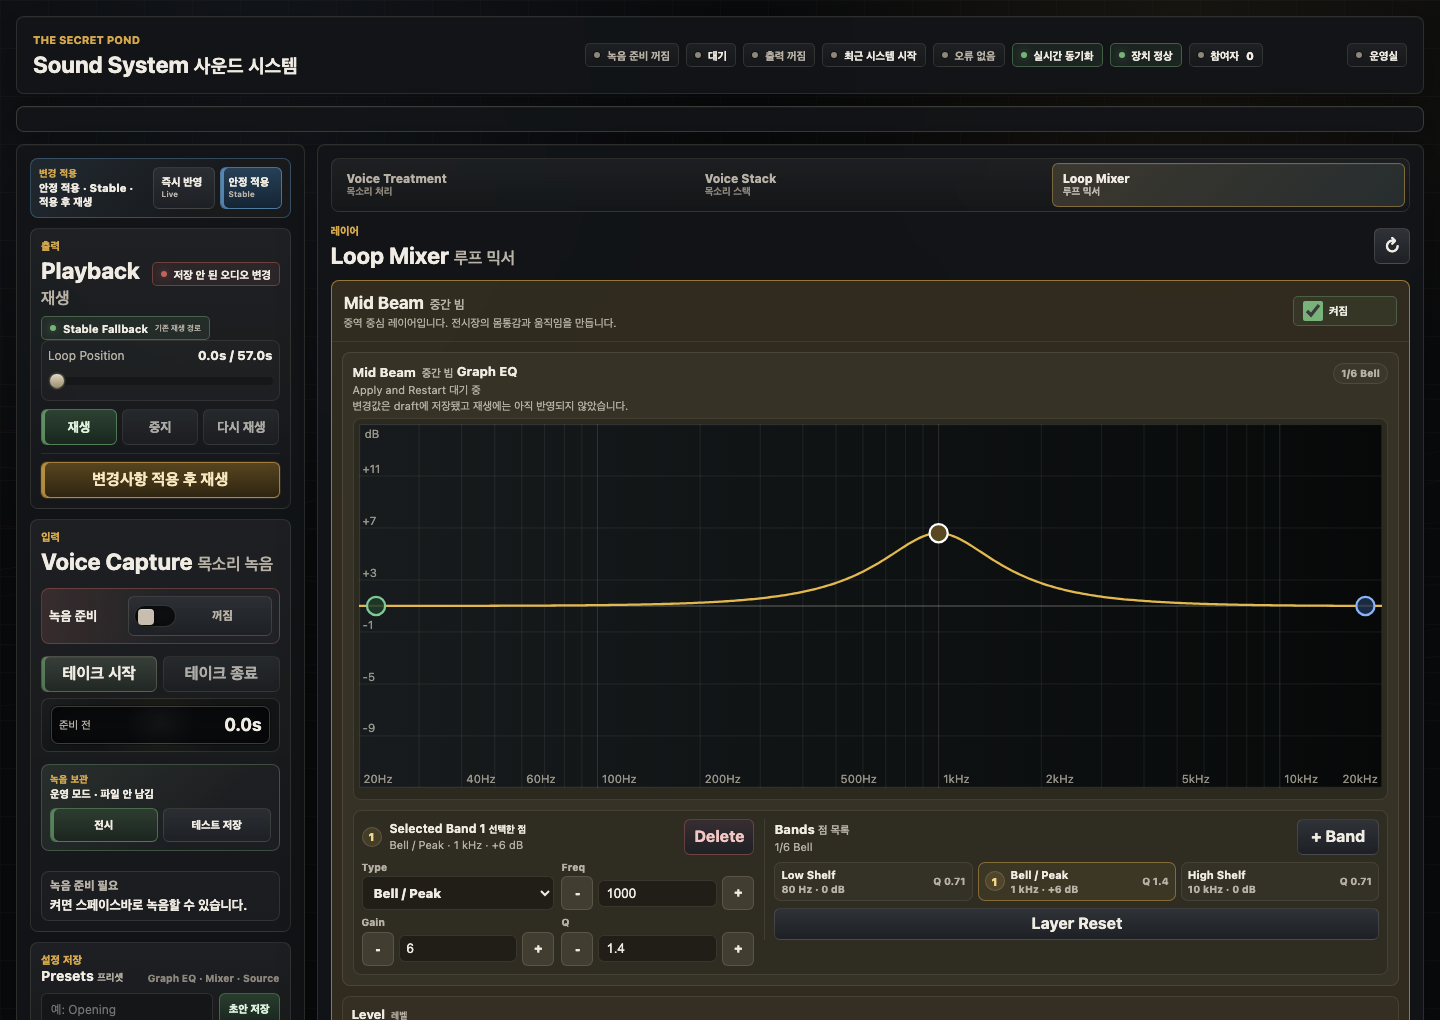 THE SECRET POND
Sound System 사운드 시스템
녹음 준비 꺼짐
대기
출력 꺼짐
최근 시스템 시작
오류 없음
실시간 동기화
장치 정상
참여자 0
운영실
변경 적용
안정 적용 · Stable ·
적용 후 재생
즉시 반영
Live
안정 적용
Stable
출력
Playback
재생
저장 안 된 오디오 변경
Stable Fallback 기존 재생 경로
Loop Position 0.0s / 57.0s
재생
중지
다시 재생
변경사항 적용 후 재생
입력
Voice Capture 목소리 녹음
녹음 준비
꺼짐
테이크 시작
테이크 종료
준비 전
0.0s
녹음 보관
운영 모드 · 파일 안 남김
전시
테스트 저장
녹음 준비 필요
켜면 스페이스바로 녹음할 수 있습니다.
설정 저장
Presets 프리셋
Graph EQ · Mixer · Source
예: Opening
초안 저장
Voice Treatment
목소리 처리
Voice Stack
목소리 스택
Loop Mixer
루프 믹서
레이어
Loop Mixer 루프 믹서
Mid Beam 중간 빔
중역 중심 레이어입니다. 전시장의 몸통감과 움직임을 만듭니다.
켜짐
Mid Beam 중간 빔 Graph EQ
Apply and Restart 대기 중
변경값은 draft에 저장됐고 재생에는 아직 반영되지 않았습니다.
1/6 Bell
dB
+11
+7
+3
-1
-5
-9
20Hz
40Hz
60Hz
100Hz
200Hz
500Hz
1kHz
2kHz
5kHz
10kHz
20kHz
1
Selected Band 1 선택한 점
Bell / Peak · 1 kHz · +6 dB
Delete
Type
Bell / Peak
Freq
-
1000
+
Gain
-
6
+
Q
-
1.4
+
Bands 점 목록
1/6 Bell
+ Band
Low Shelf
80 Hz · 0 dB
Q 0.71
1
Bell / Peak
1 kHz · +6 dB
Q 1.4
High Shelf
10 kHz · 0 dB
Q 0.71
Layer Reset
Level 레벨